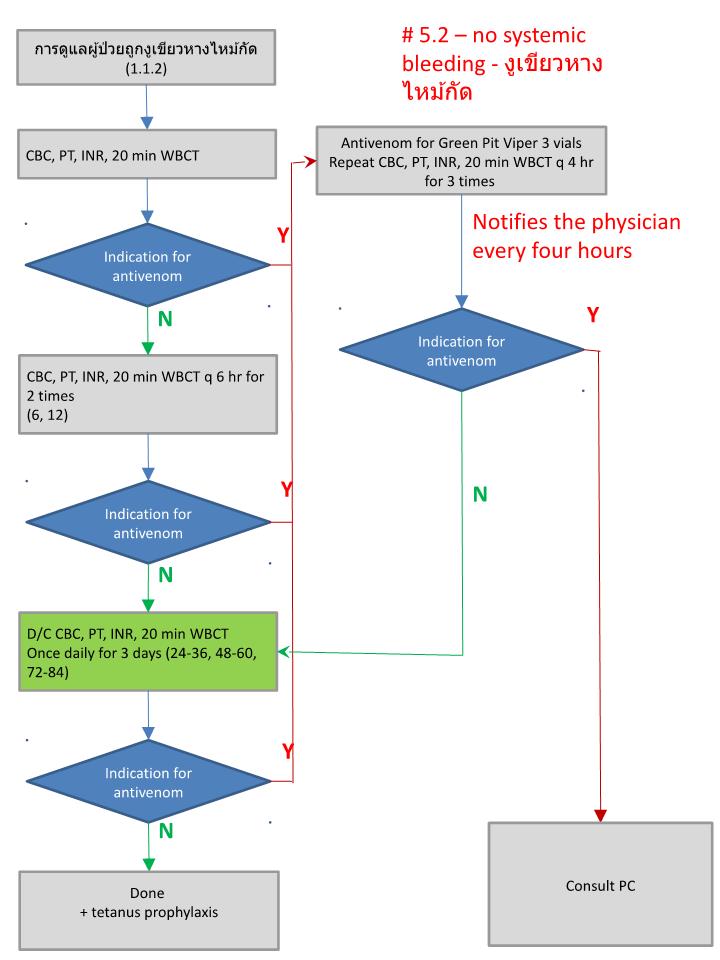 การดูแลผู้ป่วยถูกงูเขียวหางไหม้กัด
(1.1.2)
# 5.2 – no systemic
bleeding - งูเขียวหาง
ไหม้กัด
CBC, PT, INR, 20 min WBCT
Antivenom for Green Pit Viper 3 vials
Repeat CBC, PT, INR, 20 min WBCT q 4 hr
for 3 times
Indication for
antivenom
Y
N
Notifies the physician
every four hours
Indication for
antivenom
Y
N
CBC, PT, INR, 20 min WBCT q 6 hr for
2 times
(6, 12)
Indication for
antivenom
Y
N
D/C CBC, PT, INR, 20 min WBCT
Once daily for 3 days (24-36, 48-60,
72-84)
Indication for
antivenom
Y
N
Done
+ tetanus prophylaxis
Consult PC